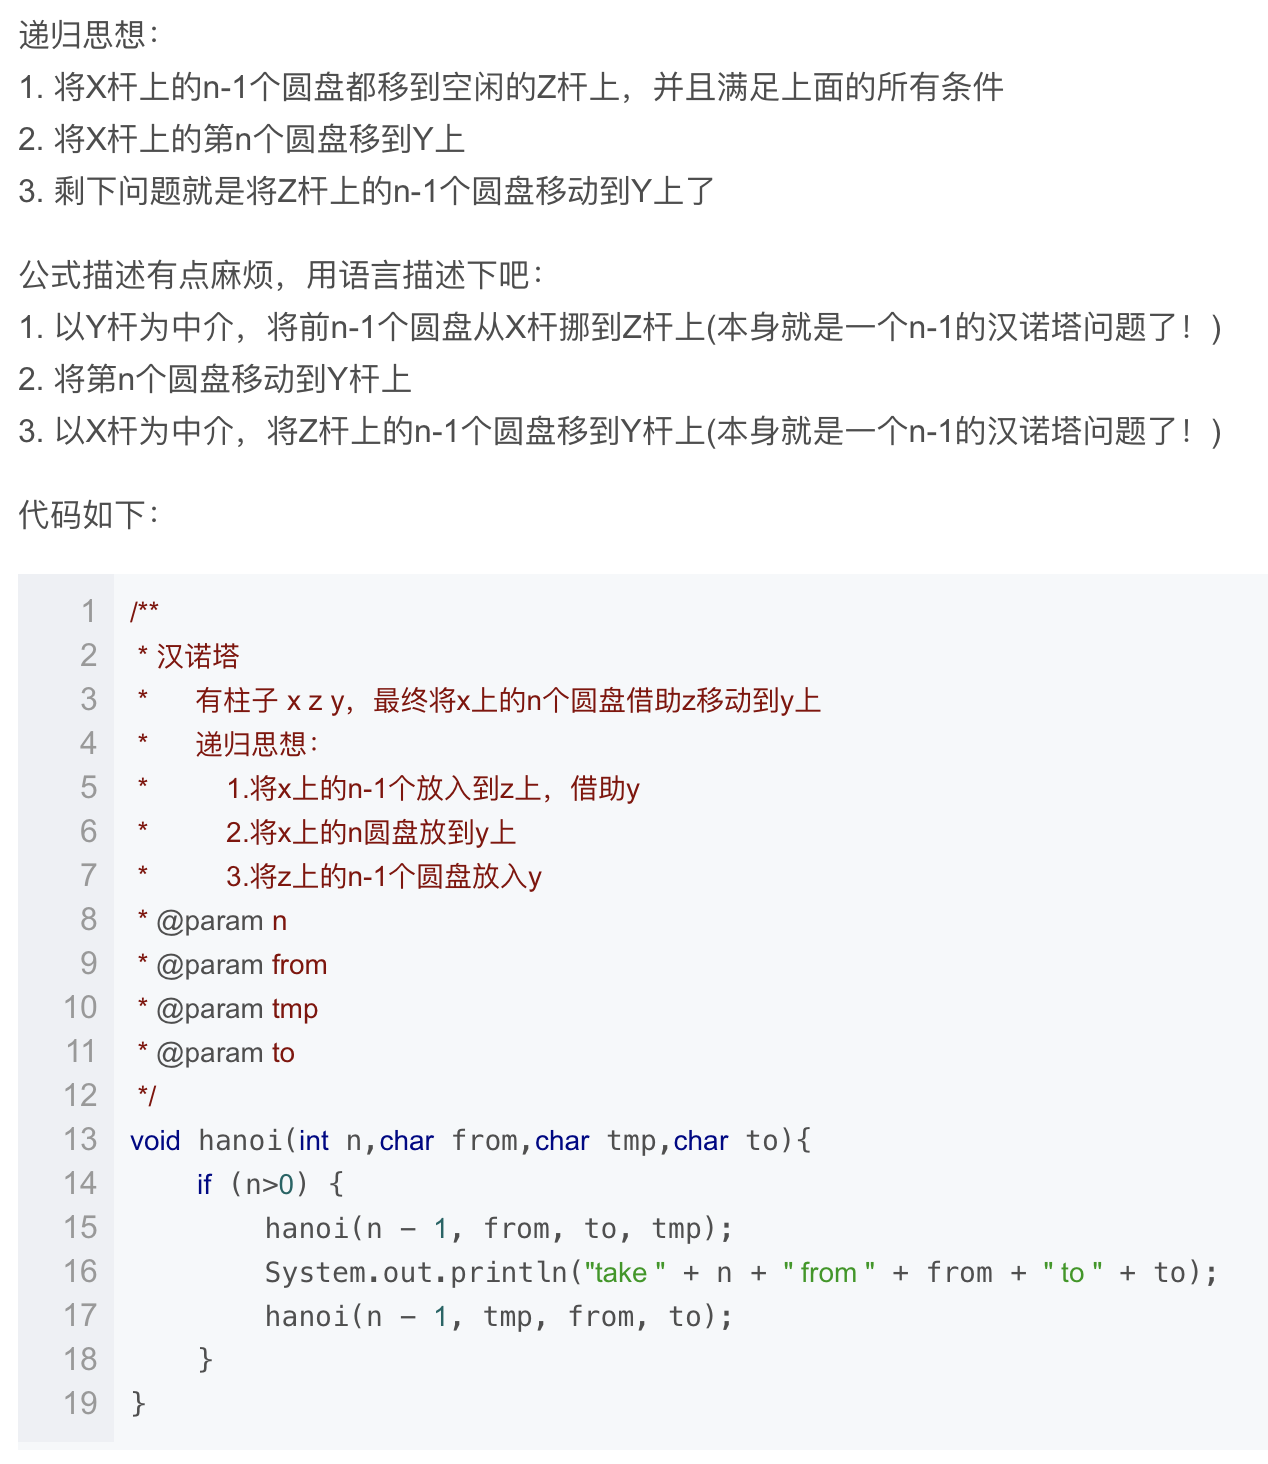 递归思想：
1. 将X杆上的n-1个圆盘都移到空闲的Z杆上，并且满足上面的所有条件
2. 将X杆上的第n个圆盘移到Y上
3. 剩下问题就是将Z杆上的n-1个圆盘移动到Y上了
公式描述有点麻烦，用语言描述下吧：
1. 以Y杆为中介，将前n-1个圆盘从X杆挪到Z杆上(本身就是一个n-1的汉诺塔问题了！)
2. 将第n个圆盘移动到Y杆上
3. 以X杆为中介，将Z杆上的n-1个圆盘移到Y杆上(本身就是一个n-1的汉诺塔问题了！)
代码如下：
1 /**
2 * 汉诺塔
3 * 有柱子 x z y，最终将x上的n个圆盘借助z移动到y上
4 * 递归思想：
5 * 1.将x上的n-1个放入到z上，借助y
6 * 2.将x上的n圆盘放到y上
7 * 3.将z上的n-1个圆盘放入y
8 * @param n
9 * @param from
10 * @param tmp
11 * @param to
12 */
13 void hanoi(int n,char from,char tmp,char to){
14 if (n>0) {
15 hanoi(n - 1, from, to, tmp);
16 System.out.println("take " + n + " from " + from + " to " + to);
17 hanoi(n - 1, tmp, from, to);
18 }
19 }